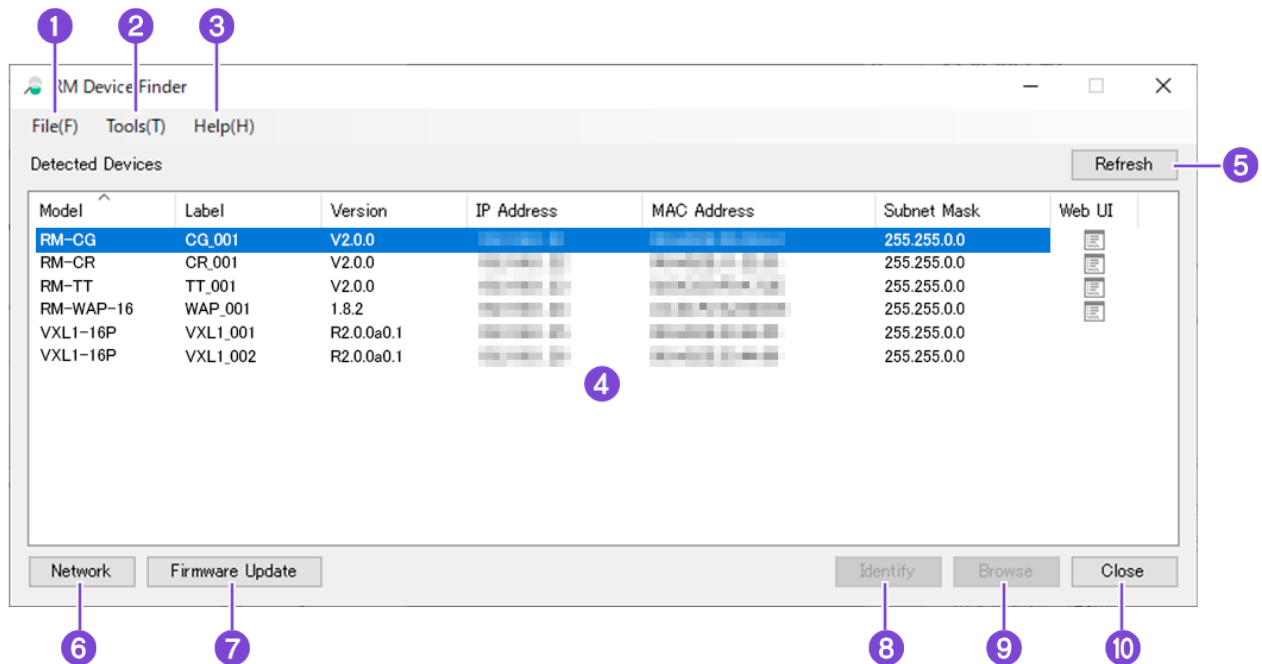 1 2 3
RM Device Finder
File(F) Tools(T) Help(H)
Detected Devices Refresh 5
Model Label Version IP Address MAC Address Subnet Mask Web UI
RM-CG CG_001 V2.0.0 255.255.0.0
RM-CR CR_001 V2.0.0 255.255.0.0
RM-TT TT_001 V2.0.0 255.255.0.0
RM-WAP-16 WAP_001 1.8.2 255.255.0.0
VXL1-16P VXL1_001 R2.0.0a0.1 255.255.0.0
VXL1-16P VXL1_002 R2.0.0a0.1 255.255.0.0
4
Network Firmware Update Identify Browse Close
6 7 8 9 10